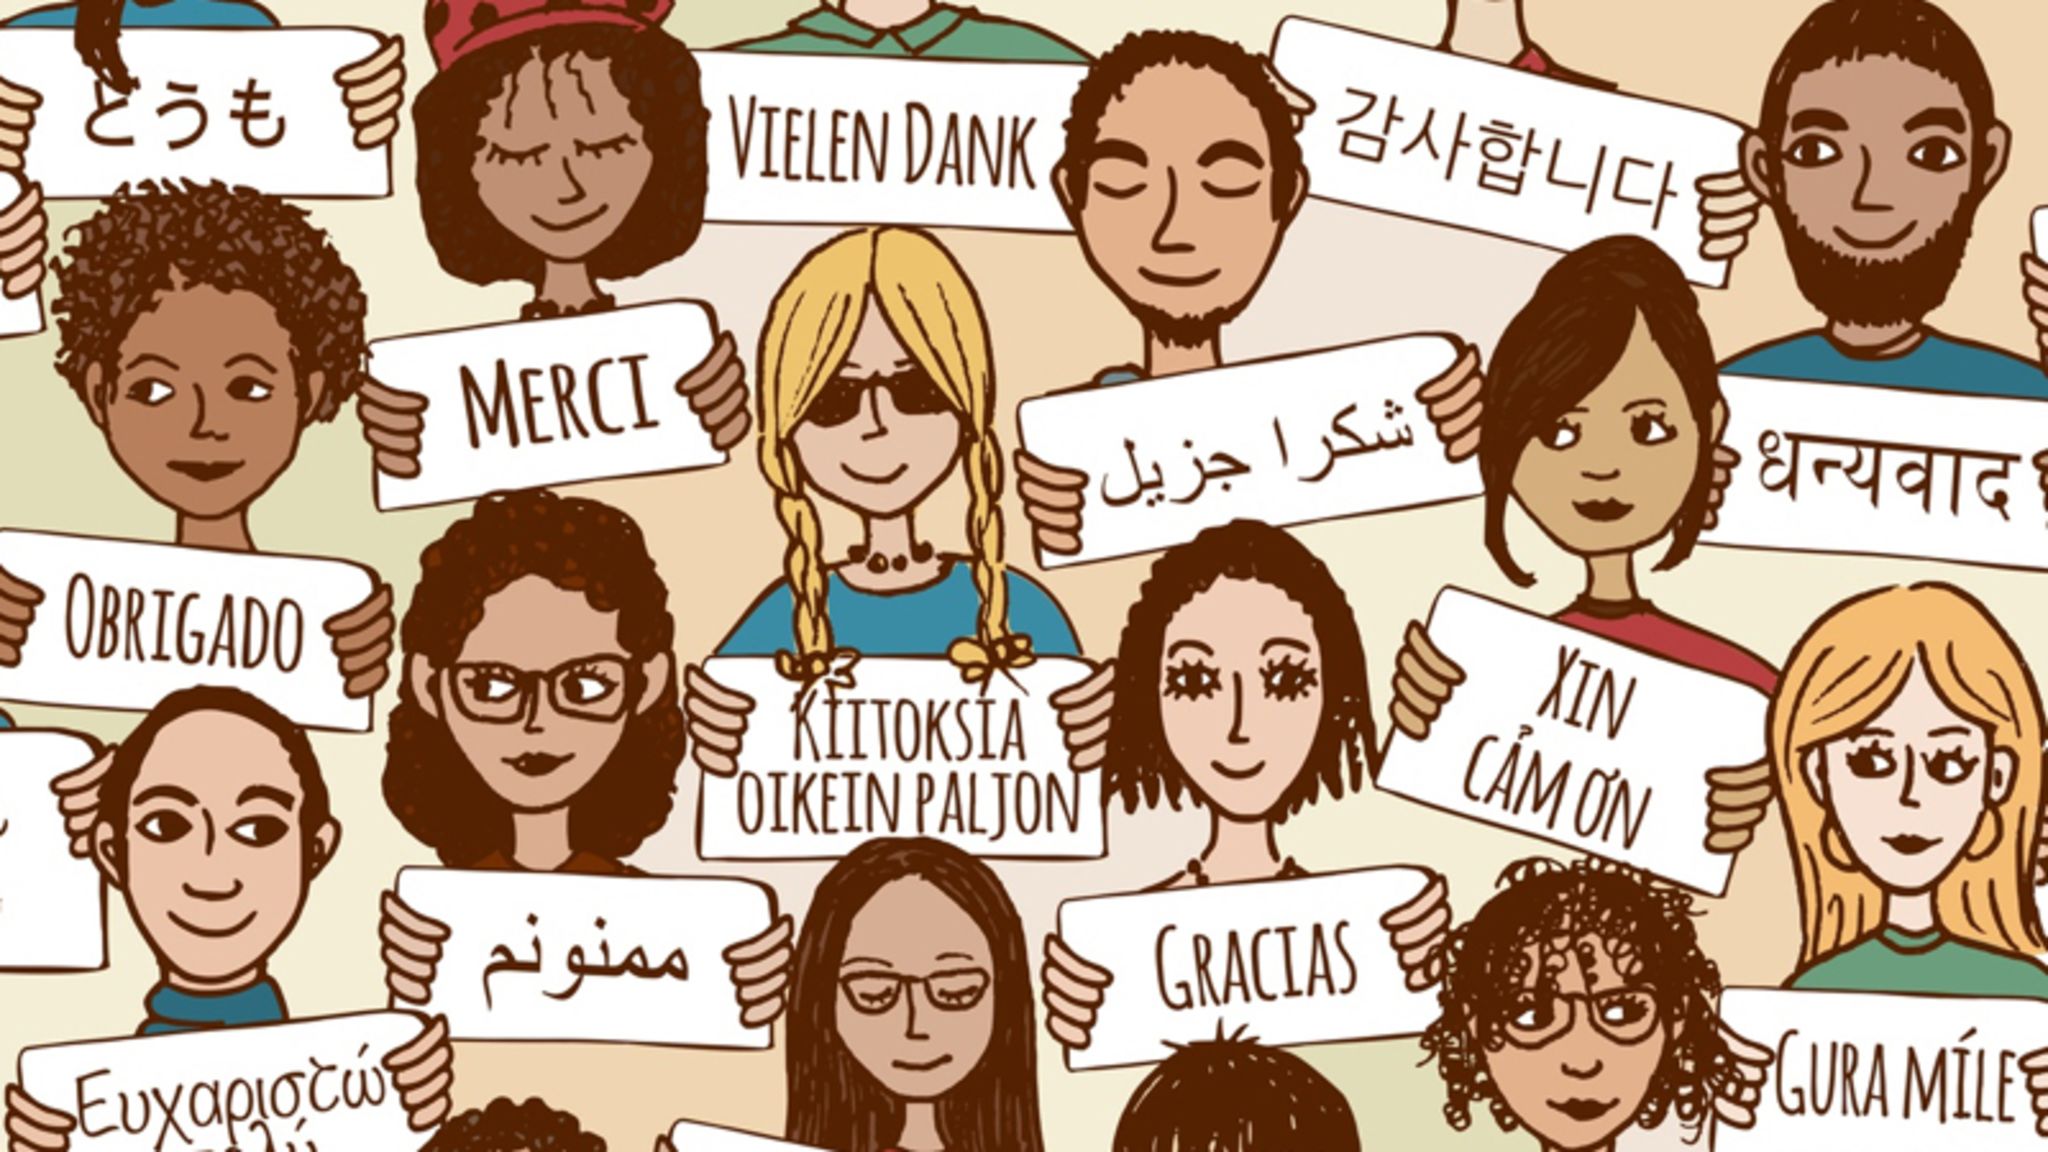 どうも
VIELEN DANK
감사합니다
MERCI
شكرا جزيل
धन्यवाद
OBRIGADO
KIITOKSIA
OIKEIN PALJON
XIN
CẢM ƠN
ممنونم
GRACIAS
Ευχαριστώ
πολύ
GURA MÍLE